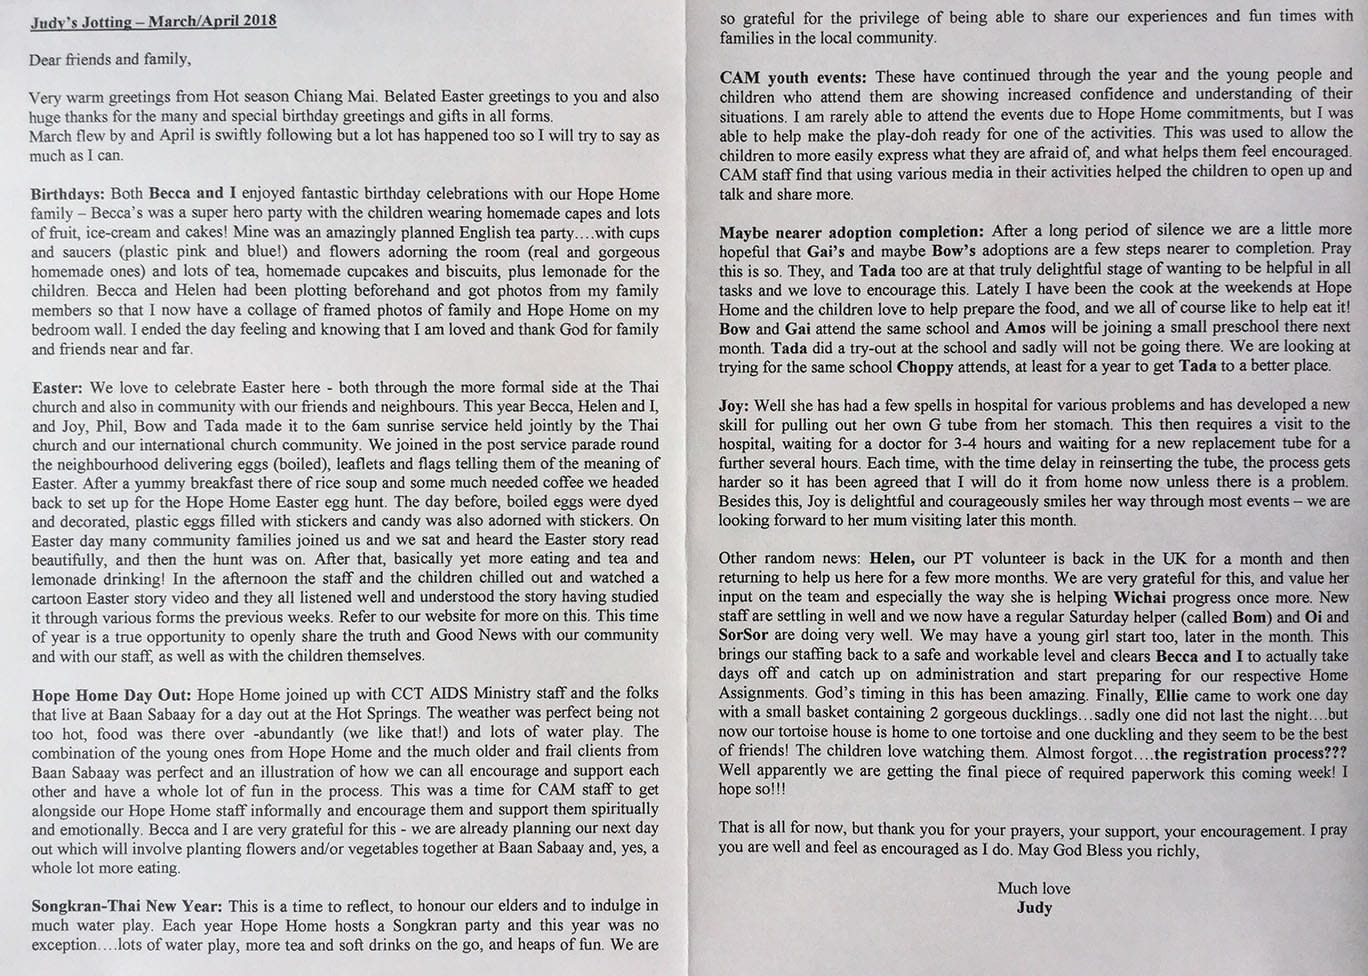 Judy's Jotting – March/April 2018
Dear friends and family,
Very warm greetings from Hot season Chiang Mai. Belated Easter greetings to you and also
huge thanks for the many and special birthday greetings and gifts in all forms.
March flew by and April is swiftly following but a lot has happened too so I will try to say as
much as I can.
Birthdays: Both Becca and I enjoyed fantastic birthday celebrations with our Hope Home
family – Becca's was a super hero party with the children wearing homemade capes and lots
of fruit, ice-cream and cakes! Mine was an amazingly planned English tea party….with cups
and saucers (plastic pink and blue!) and flowers adorning the room (real and gorgeous
homemade ones) and lots of tea, homemade cupcakes and biscuits, plus lemonade for the
children. Becca and Helen had been plotting beforehand and got photos from my family
members so that I now have a collage of framed photos of family and Hope Home on my
bedroom wall. I ended the day feeling and knowing that I am loved and thank God for family
and friends near and far.
Easter: We love to celebrate Easter here - both through the more formal side at the Thai
church and also in community with our friends and neighbours. This year Becca, Helen and I,
and Joy, Phil, Bow and Tada made it to the 6am sunrise service held jointly by the Thai
church and our international church community. We joined in the post service parade round
the neighbourhood delivering eggs (boiled), leaflets and flags telling them of the meaning of
Easter. After a yummy breakfast there of rice soup and some much needed coffee we headed
back to set up for the Hope Home Easter egg hunt. The day before, boiled eggs were dyed
and decorated, plastic eggs filled with stickers and candy was also adorned with stickers. On
Easter day many community families joined us and we sat and heard the Easter story read
beautifully, and then the hunt was on. After that, basically yet more eating and tea and
lemonade drinking! In the afternoon the staff and the children chilled out and watched a
cartoon Easter story video and they all listened well and understood the story having studied
it through various forms the previous weeks. Refer to our website for more on this. This time
of year is a true opportunity to openly share the truth and Good News with our community
and with our staff, as well as with the children themselves.
Hope Home Day Out: Hope Home joined up with CCT AIDS Ministry staff and the folks
that live at Baan Sabaay for a day out at the Hot Springs. The weather was perfect being not
too hot, food was there over -abundantly (we like that!) and lots of water play. The
combination of the young ones from Hope Home and the much older and frail clients from
Baan Sabaay was perfect and an illustration of how we can all encourage and support each
other and have a whole lot of fun in the process. This was a time for CAM staff to get
alongside our Hope Home staff informally and encourage them and support them spiritually
and emotionally. Becca and I are very grateful for this - we are already planning our next day
out which will involve planting flowers and/or vegetables together at Baan Sabaay and, yes, a
whole lot more eating.
Songkran-Thai New Year: This is a time to reflect, to honour our elders and to indulge in
much water play. Each year Hope Home hosts a Songkran party and this year was no
exception….lots of water play, more tea and soft drinks on the go, and heaps of fun. We are
so grateful for the privilege of being able to share our experiences and fun times with
families in the local community.
CAM youth events: These have continued through the year and the young people and
children who attend them are showing increased confidence and understanding of their
situations. I am rarely able to attend the events due to Hope Home commitments, but I was
able to help make the play-doh ready for one of the activities. This was used to allow the
children to more easily express what they are afraid of, and what helps them feel encouraged.
CAM staff find that using various media in their activities helped the children to open up and
talk and share more.
Maybe nearer adoption completion: After a long period of silence we are a little more
hopeful that Gai's and maybe Bow's adoptions are a few steps nearer to completion. Pray
this is so. They, and Tada too are at that truly delightful stage of wanting to be helpful in all
tasks and we love to encourage this. Lately I have been the cook at the weekends at Hope
Home and the children love to help prepare the food, and we all of course like to help eat it!
Bow and Gai attend the same school and Amos will be joining a small preschool there next
month. Tada did a try-out at the school and sadly will not be going there. We are looking at
trying for the same school Choppy attends, at least for a year to get Tada to a better place.
Joy: Well she has had a few spells in hospital for various problems and has developed a new
skill for pulling out her own G tube from her stomach. This then requires a visit to the
hospital, waiting for a doctor for 3-4 hours and waiting for a new replacement tube for a
further several hours. Each time, with the time delay in reinserting the tube, the process gets
harder so it has been agreed that I will do it from home now unless there is a problem.
Besides this, Joy is delightful and courageously smiles her way through most events – we are
looking forward to her mum visiting later this month.
Other random news: Helen, our PT volunteer is back in the UK for a month and then
returning to help us here for a few more months. We are very grateful for this, and value her
input on the team and especially the way she is helping Wichai progress once more. New
staff are settling in well and we now have a regular Saturday helper (called Bom) and Oi and
SorSor are doing very well. We may have a young girl start too, later in the month. This
brings our staffing back to a safe and workable level and clears Becca and I to actually take
days off and catch up on administration and start preparing for our respective Home
Assignments. God's timing in this has been amazing. Finally, Ellie came to work one day
with a small basket containing 2 gorgeous ducklings…sadly one did not last the night….but
now our tortoise house is home to one tortoise and one duckling and they seem to be the best
of friends! The children love watching them. Almost forgot….the registration process???
Well apparently we are getting the final piece of required paperwork this coming week! I
hope so!!!
That is all for now, but thank you for your prayers, your support, your encouragement. I pray
you are well and feel as encouraged as I do. May God Bless you richly,
Much love
Judy